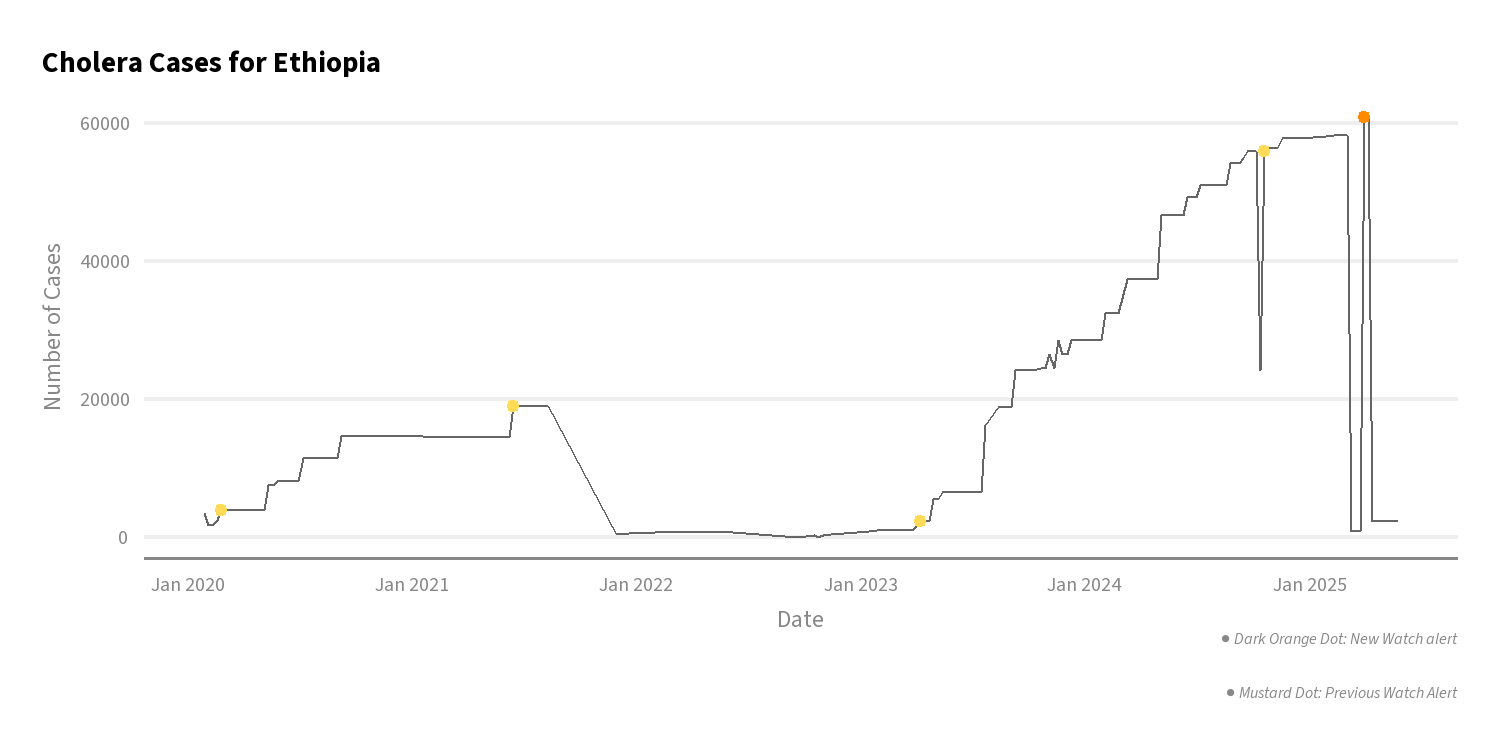 Cholera Cases for Ethiopia
60000
40000
20000
0
Number of Cases
Jan 2020 Jan 2021 Jan 2022 Jan 2023 Jan 2024 Jan 2025
Date
● Dark Orange Dot: New Watch alert
● Mustard Dot: Previous Watch Alert